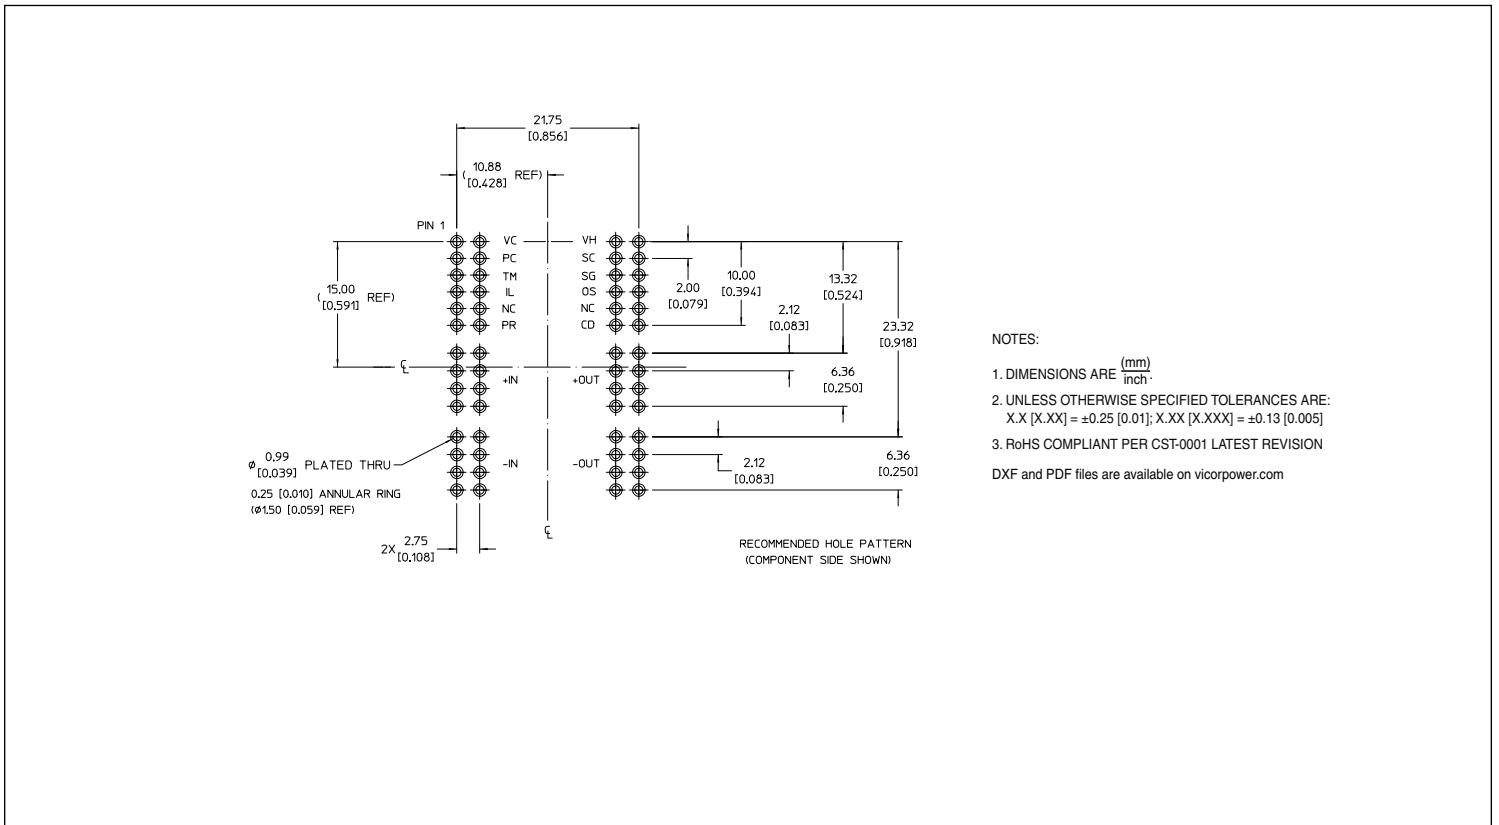 21.75
[0.856]
( 10.88 REF)
[0.428]
PIN 1
VC VH
PC SC
TM SG
IL OS
NC NC
PR CD
( 15.00 REF)
[0.591]
2.00
[0.079]
10.00
[0.394]
13.32
[0.524]
2.12
[0.083]
23.32
[0.918]
℄
+IN +OUT
6.36
[0.250]
-IN -OUT
2.12
[0.083]
6.36
[0.250]
ø 0.99 PLATED THRU
[0.039]
0.25 [0.010] ANNULAR RING
(ø1.50 [0.059] REF)
℄
2X 2.75
[0.108]
RECOMMENDED HOLE PATTERN
(COMPONENT SIDE SHOWN)
NOTES:
1. DIMENSIONS ARE (mm)
inch.
2. UNLESS OTHERWISE SPECIFIED TOLERANCES ARE:
X.X [X.XX] = ±0.25 [0.01]; X.XX [X.XXX] = ±0.13 [0.005]
3. RoHS COMPLIANT PER CST-0001 LATEST REVISION
DXF and PDF files are available on vicorpower.com